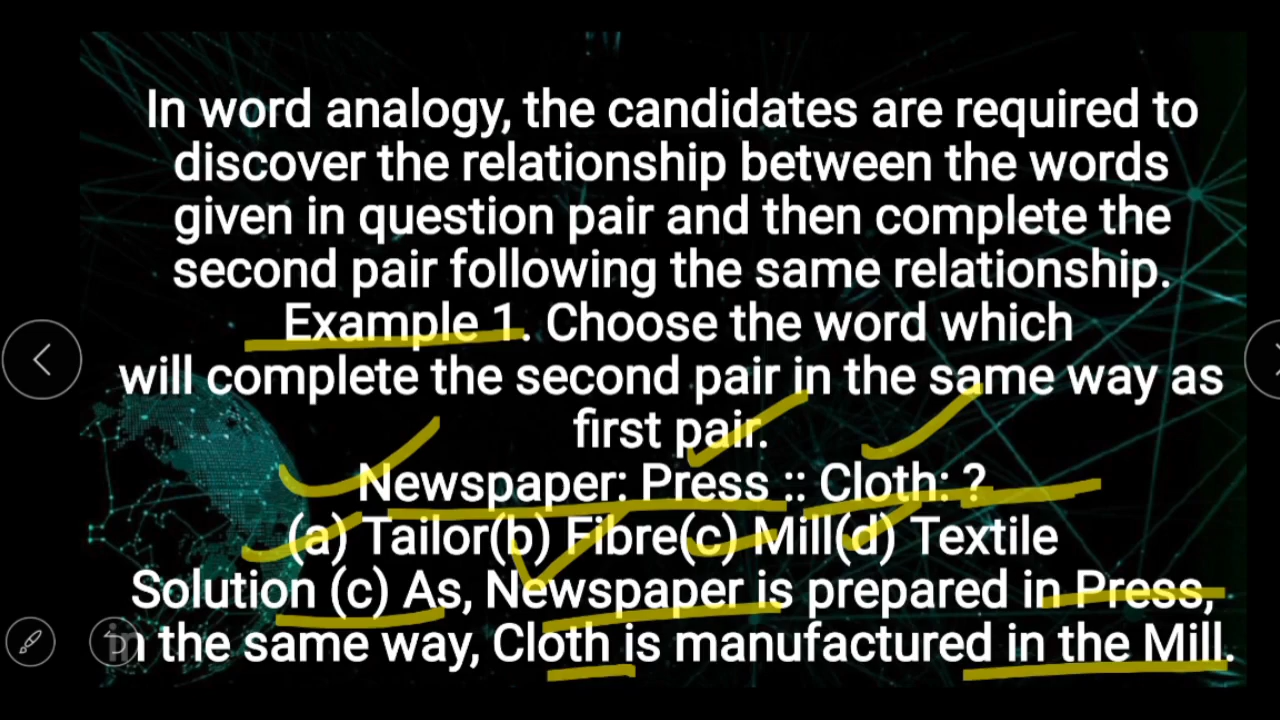 In word analogy, the candidates are required to
discover the relationship between the words
given in question pair and then complete the
second pair following the same relationship.
Example 1. Choose the word which
will complete the second pair in the same way as
first pair.
Newspaper: Press :: Cloth: ?
(a) Tailor(b) Fibre(c) Mill(d) Textile
Solution (c) As, Newspaper is prepared in Press,
in the same way, Cloth is manufactured in the Mill.